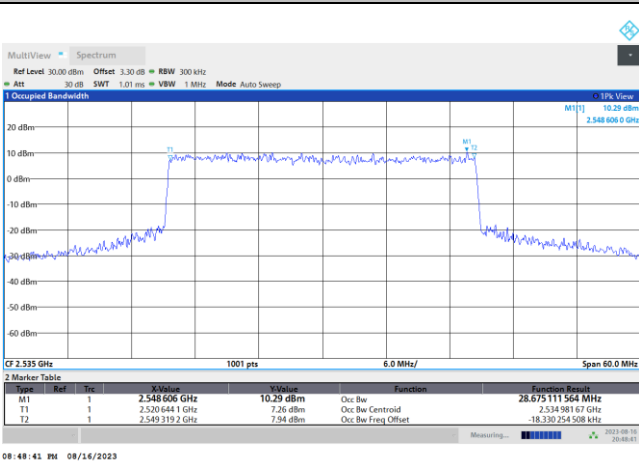 MultiView Spectrum
Ref Level 30.00 dBm Offset 3.30 dB RBW 300 kHz
Att 30 dB SWT 1.01 ms VBW 1 MHz Mode Auto Sweep
1 Occupied Bandwidth 1Pk View
M1[1] 10.29 dBm
2.548 606 0 GHz
M1
T1 T2
20 dBm
10 dBm
0 dBm
-10 dBm
-20 dBm
-30 dBm
-40 dBm
-50 dBm
-60 dBm
CF 2.535 GHz 1001 pts 6.0 MHz/ Span 60.0 MHz
2 Marker Table
Type Ref Trc X-Value Y-Value Function Function Result
M1 1 2.548 606 GHz 10.29 dBm Occ Bw 28.675 111 564 MHz
T1 1 2.520 644 1 GHz 7.26 dBm Occ Bw Centroid 2.534 981 67 GHz
T2 1 2.549 319 2 GHz 7.94 dBm Occ Bw Freq Offset -18.330 254 508 kHz
Measuring... 2023-08-16
20:48:41
08:48:41 PM 08/16/2023